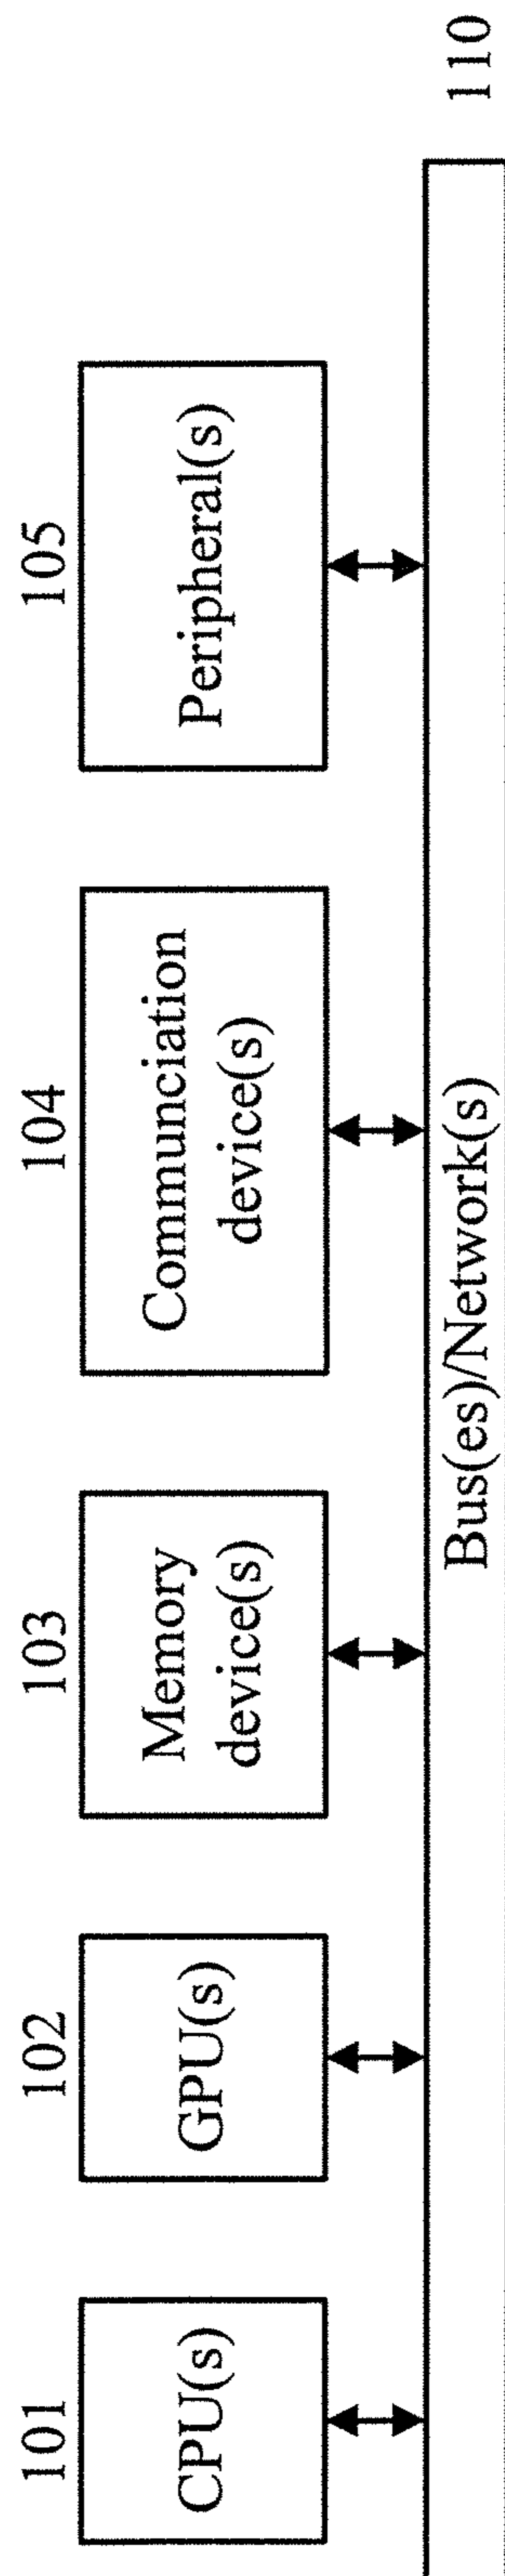 101
102
103
104
105
CPU(s)
GPU(s)
Memory
device(s)
Communciation
device(s)
Peripheral(s)
Bus(es)/Network(s)
110